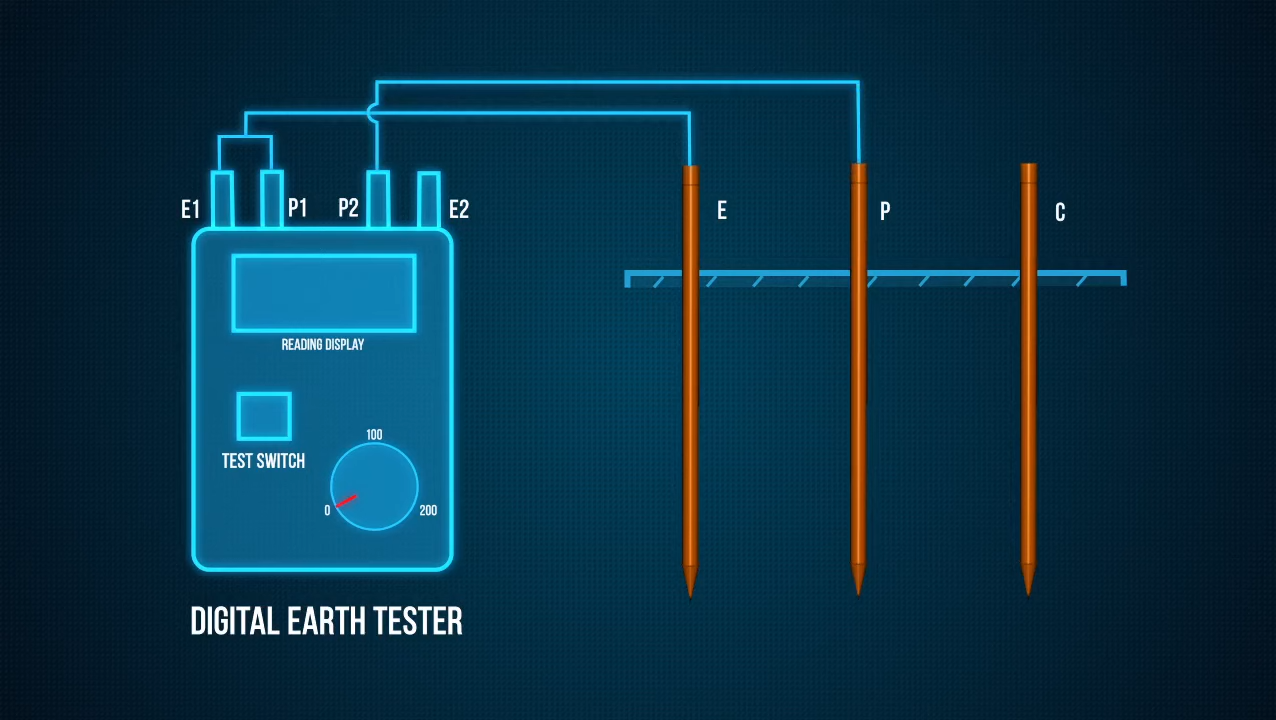 E1
P1
P2
E2
E
P
C
READING DISPLAY
TEST SWITCH
100
0
200
DIGITAL EARTH TESTER